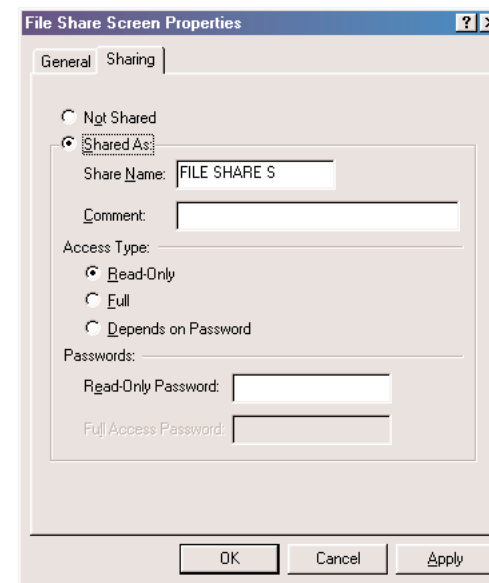 File Share Screen Properties
General Sharing
Not Shared
Shared As:
Share Name: FILE SHARE S
Comment:
Access Type:
Read-Only
Full
Depends on Password
Passwords:
Read-Only Password:
Full Access Password:
OK Cancel Apply